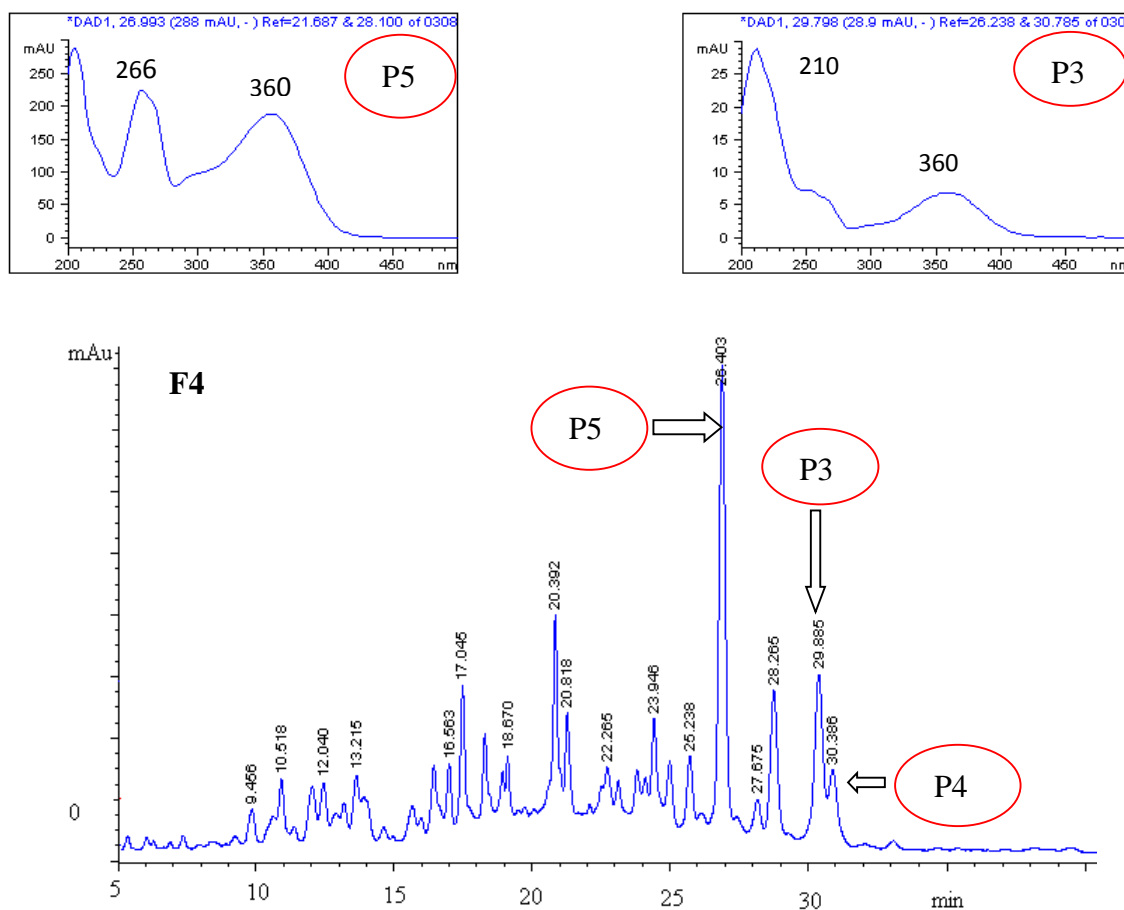 *DAD1, 26.993 (288 mAU, - ) Ref=21.687 & 28.100 of 0308
mAU
250
200
150
100
50
0
266
360
P5
200 250 300 350 400 450 nm
*DAD1, 29.798 (28.9 mAU, - ) Ref=26.238 & 30.785 of 030
mAU
25
20
15
10
5
0
210
360
P3
200 250 300 350 400 450 nm
mAu
F4
0
P5
P3
P4
9.456
10.518
12.040
13.215
16.563
17.045
18.670
20.392
20.818
22.265
23.946
25.238
26.403
27.675
28.265
29.885
30.386
5 10 15 20 25 30 min